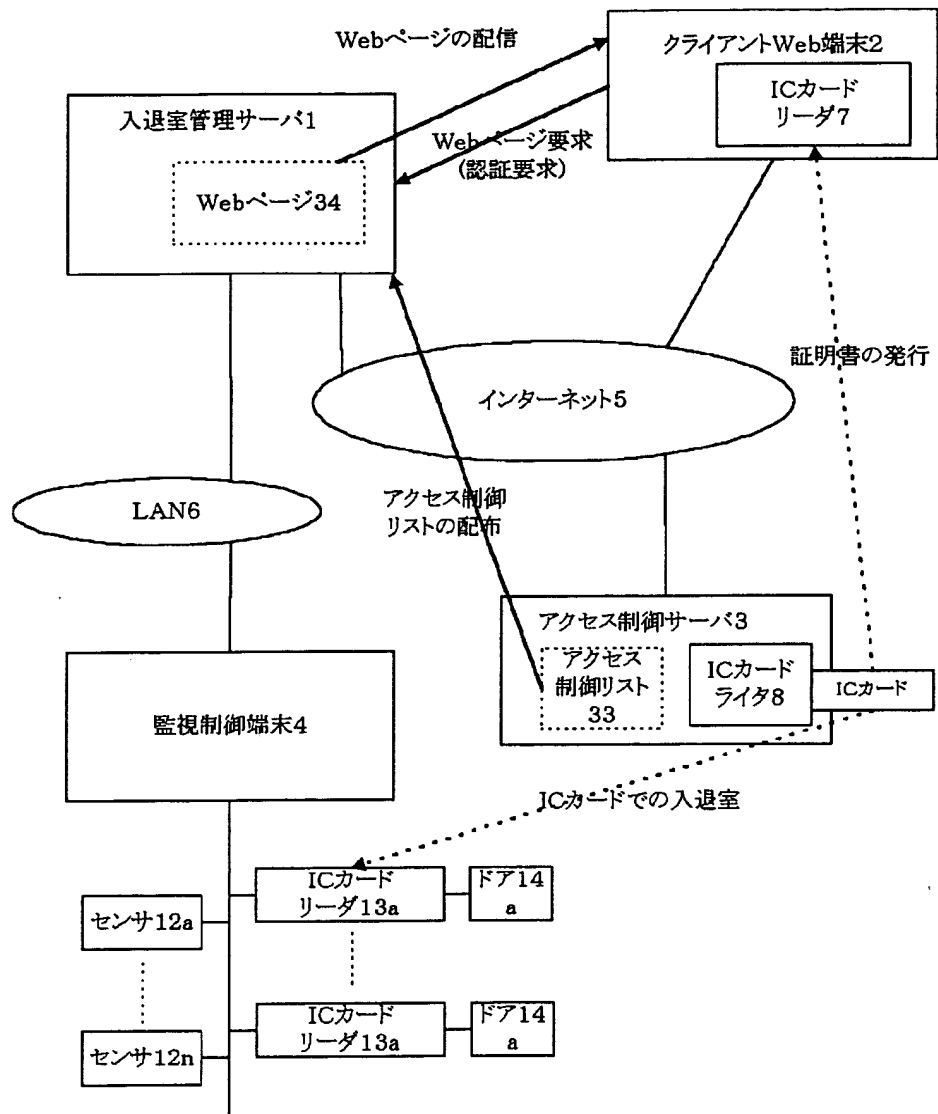 Webページの配信
クライアントWeb端末2
ICカード
リーダ7
入退室管理サーバ1
Webページ要求
(認証要求)
Webページ34
証明書の発行
インターネット5
LAN6
アクセス制御
リストの配布
アクセス制御サーバ3
アクセス
制御リスト
33
ICカード
ライタ8
ICカード
監視制御端末4
ICカードでの入退室
ICカード
リーダ13a
ドア14
a
センサ12a
ICカード
リーダ13a
ドア14
a
センサ12n